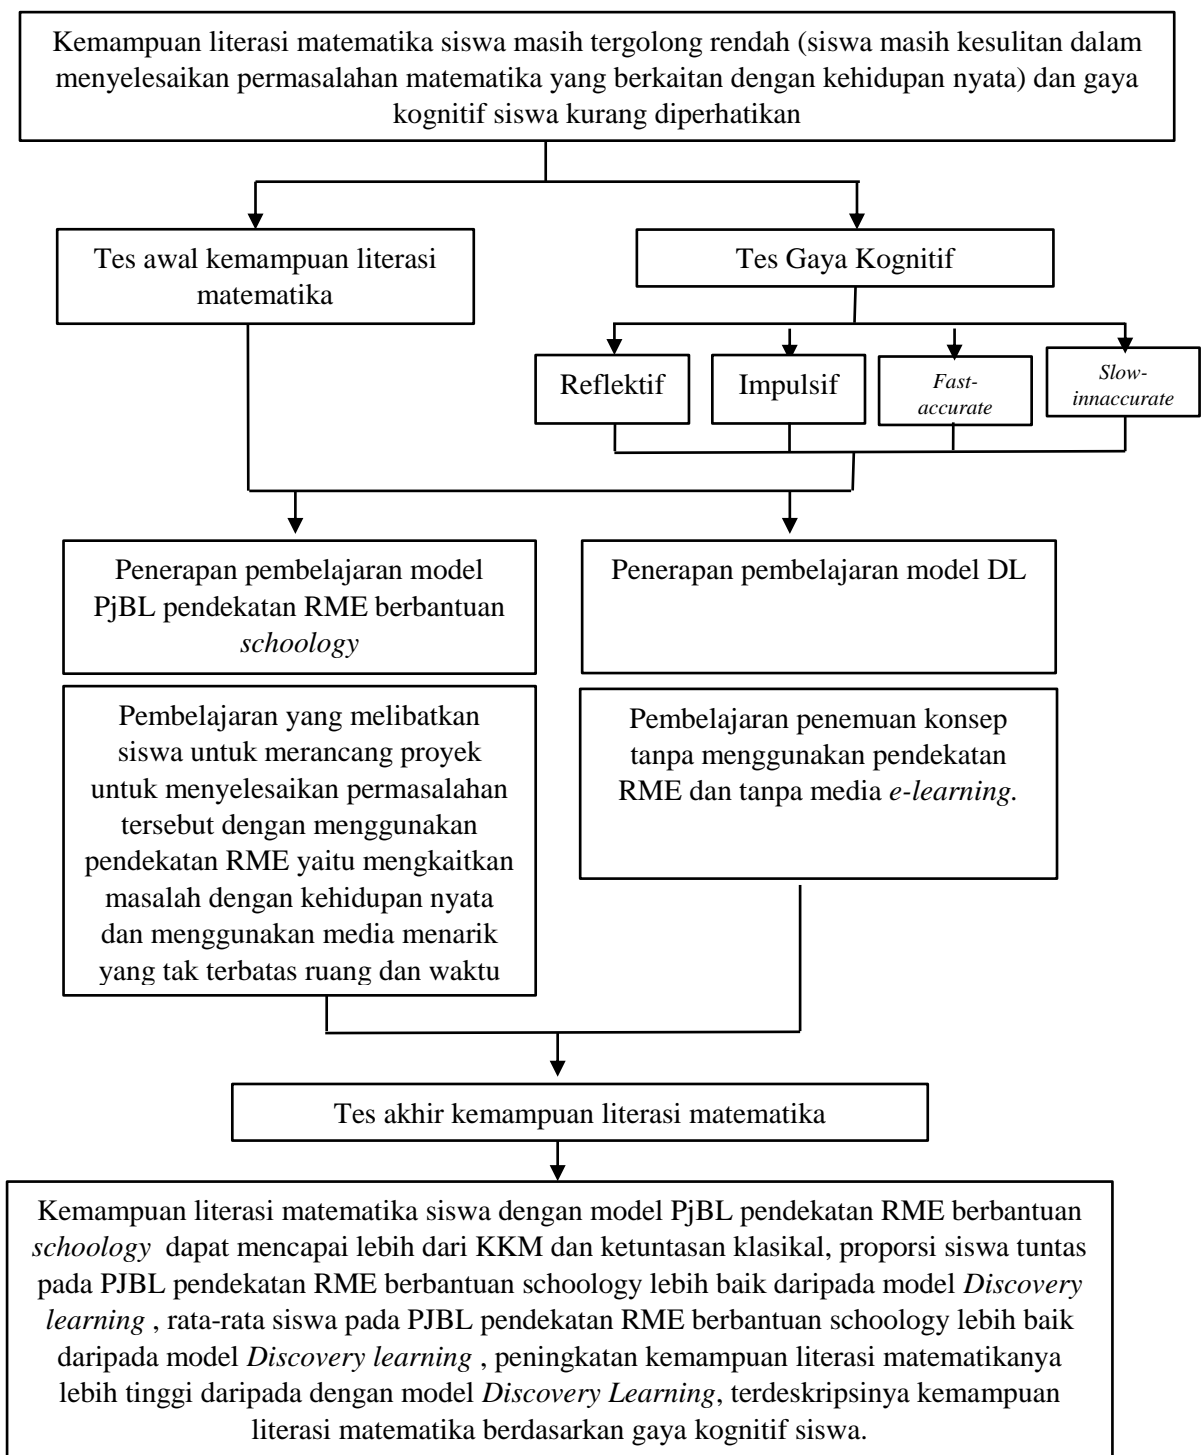 Kemampuan literasi matematika siswa masih tergolong rendah (siswa masih kesulitan dalam
menyelesaikan permasalahan matematika yang berkaitan dengan kehidupan nyata) dan gaya
kognitif siswa kurang diperhatikan
Tes awal kemampuan literasi
matematika
Tes Gaya Kognitif
Reflektif
Impulsif
Fast-
accurate
Slow-
innaccurate
Penerapan pembelajaran model
PjBL pendekatan RME berbantuan
schoology
Penerapan pembelajaran model DL
Pembelajaran yang melibatkan
siswa untuk merancang proyek
untuk menyelesaikan permasalahan
tersebut dengan menggunakan
pendekatan RME yaitu mengkaitkan
masalah dengan kehidupan nyata
dan menggunakan media menarik
yang tak terbatas ruang dan waktu
Pembelajaran penemuan konsep
tanpa menggunakan pendekatan
RME dan tanpa media e-learning.
Tes akhir kemampuan literasi matematika
Kemampuan literasi matematika siswa dengan model PjBL pendekatan RME berbantuan
schoology dapat mencapai lebih dari KKM dan ketuntasan klasikal, proporsi siswa tuntas
pada PJBL pendekatan RME berbantuan schoology lebih baik daripada model Discovery
learning , rata-rata siswa pada PJBL pendekatan RME berbantuan schoology lebih baik
daripada model Discovery learning , peningkatan kemampuan literasi matematikanya
lebih tinggi daripada dengan model Discovery Learning, terdeskripsinya kemampuan
literasi matematika berdasarkan gaya kognitif siswa.